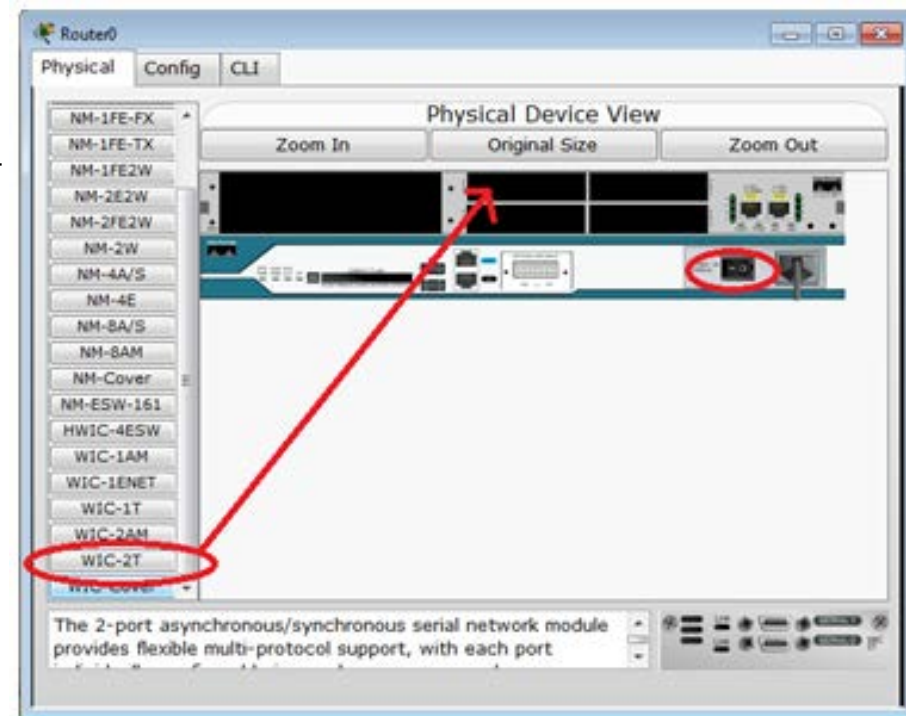 Router0
Physical Config CLI
Physical Device View
Zoom In Original Size Zoom Out
NM-1FE-FX
NM-1FE-TX
NM-1FE2W
NM-2E2W
NM-2FE2W
NM-2W
NM-4A/S
NM-4E
NM-8A/S
NM-8AM
NM-Cover
NM-ESW-161
HWIC-4ESW
WIC-1AM
WIC-1ENET
WIC-1T
WIC-2AM
WIC-2T
WIC-Cover
The 2-port asynchronous/synchronous serial network module
provides flexible multi-protocol support, with each port